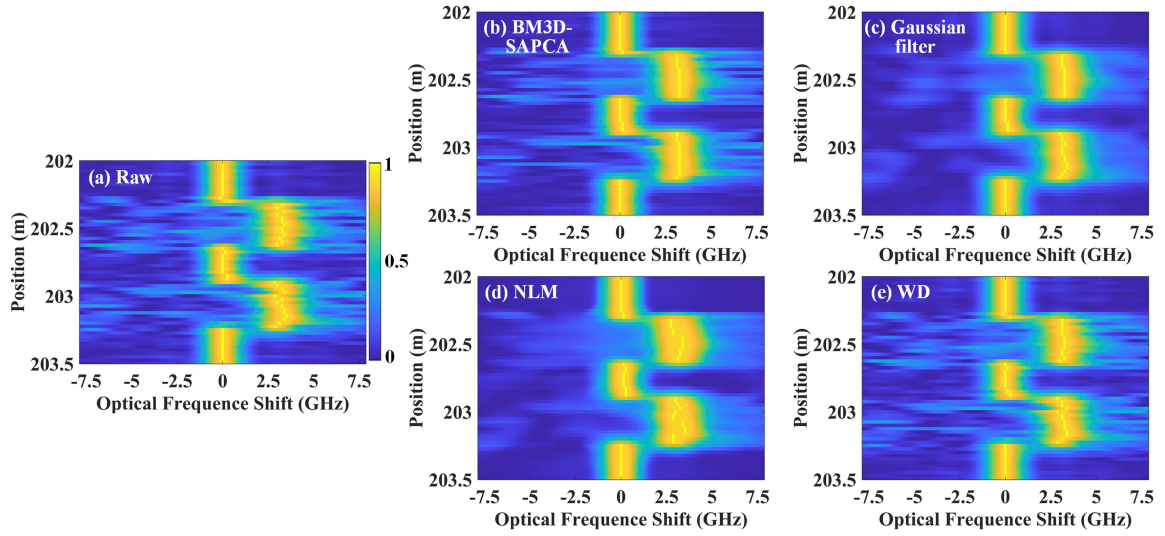 (a) Raw
202
202.5
203
203.5
Position (m)
-7.5 -5 -2.5 0 2.5 5 7.5
Optical Frequence Shift (GHz)
1
0.5
0
(b) BM3D-
SAPCA
202
202.5
203
203.5
Position (m)
-7.5 -5 -2.5 0 2.5 5 7.5
Optical Frequence Shift (GHz)
(c) Gaussian
filter
202
202.5
203
203.5
Position (m)
-7.5 -5 -2.5 0 2.5 5 7.5
Optical Frequence Shift (GHz)
(d) NLM
202
202.5
203
203.5
Position (m)
-7.5 -5 -2.5 0 2.5 5 7.5
Optical Frequence Shift (GHz)
(e) WD
202
202.5
203
203.5
Position (m)
-7.5 -5 -2.5 0 2.5 5 7.5
Optical Frequence Shift (GHz)